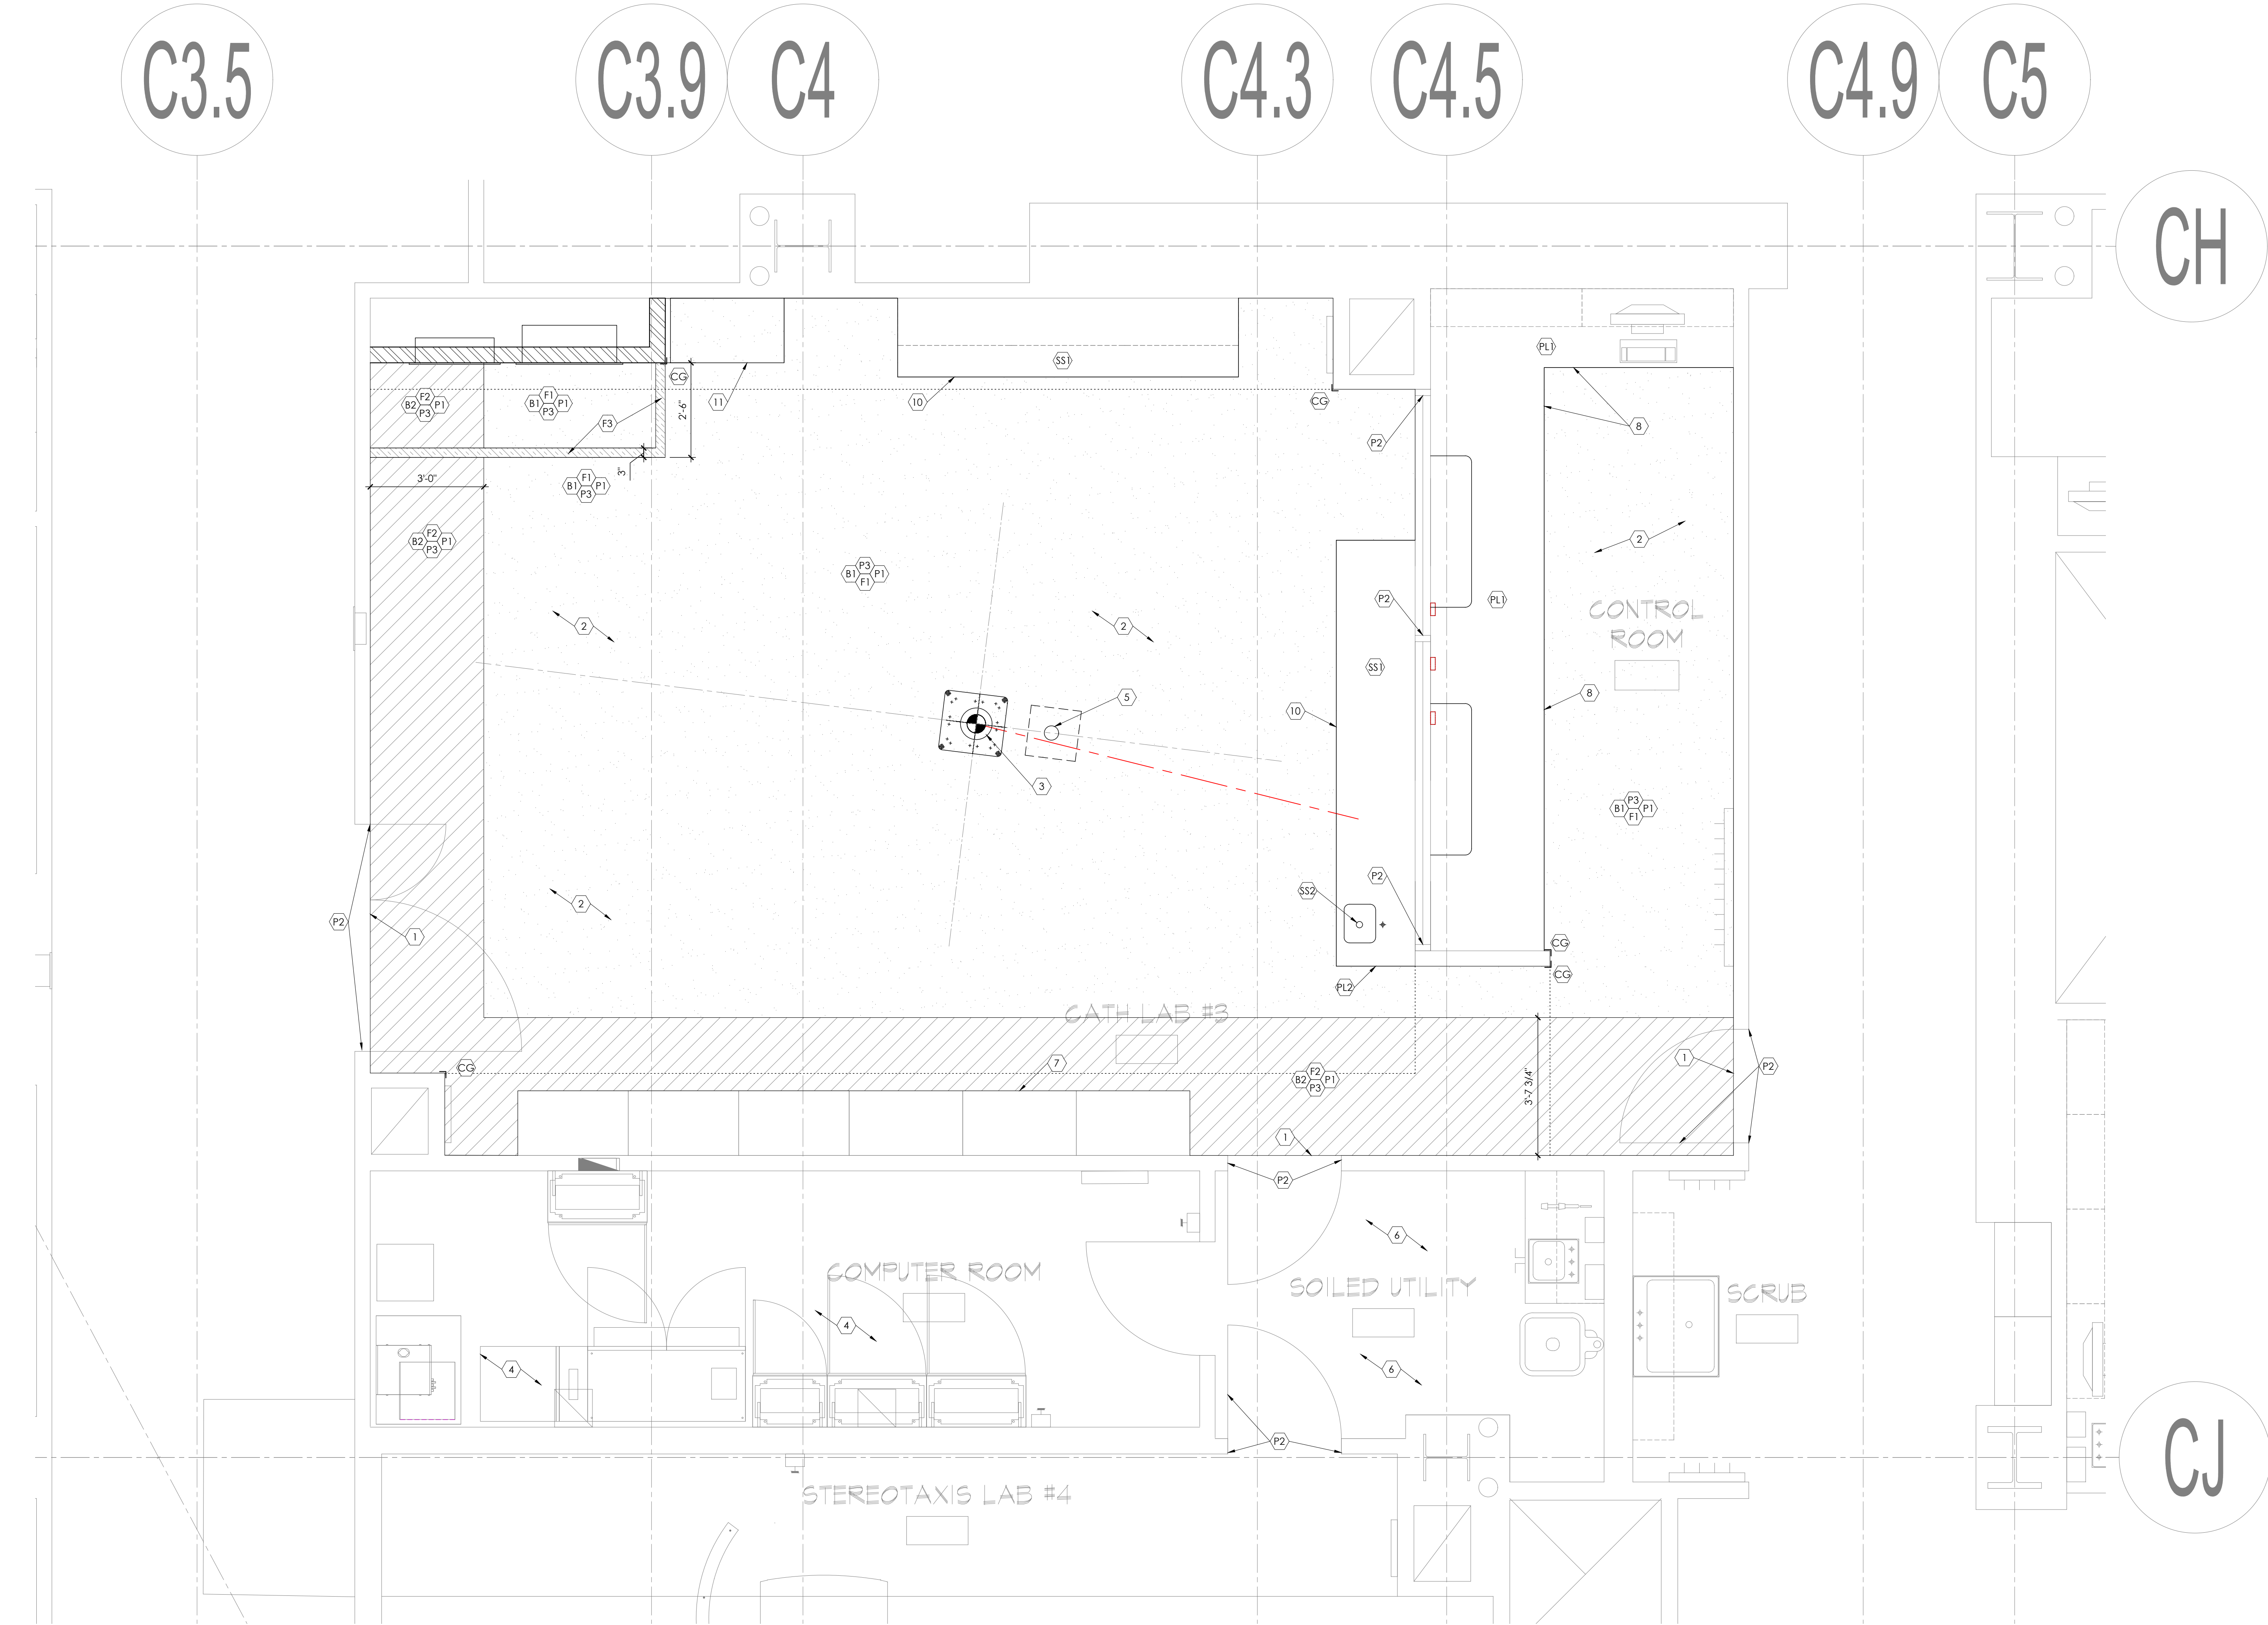 C3.5
C3.9
C4
C4.3
C4.5
C4.9
C5
CH
PL1
SS1
CG
CG
11
10
F2
B2
P1
P3
F1
B1
P1
P3
F3
2'-6"
8
P2
3"
3'-0"
F1
B1
P1
P3
F2
B2
P1
P3
2
P3
B1
P1
F1
2
2
P2
PL1
CONTROL
ROOM
SS1
5
8
10
3
P3
B1
P1
F1
P2
SS2
2
P2
1
CG
CG
PL2
CATH LAB #3
CG
7
F2
B2
P1
P3
3'-7 3/4"
1
P2
1
P2
6
COMPUTER ROOM
SOILED UTILITY
SCRUB
4
4
6
P2
CJ
STEREOTAXIS LAB #4